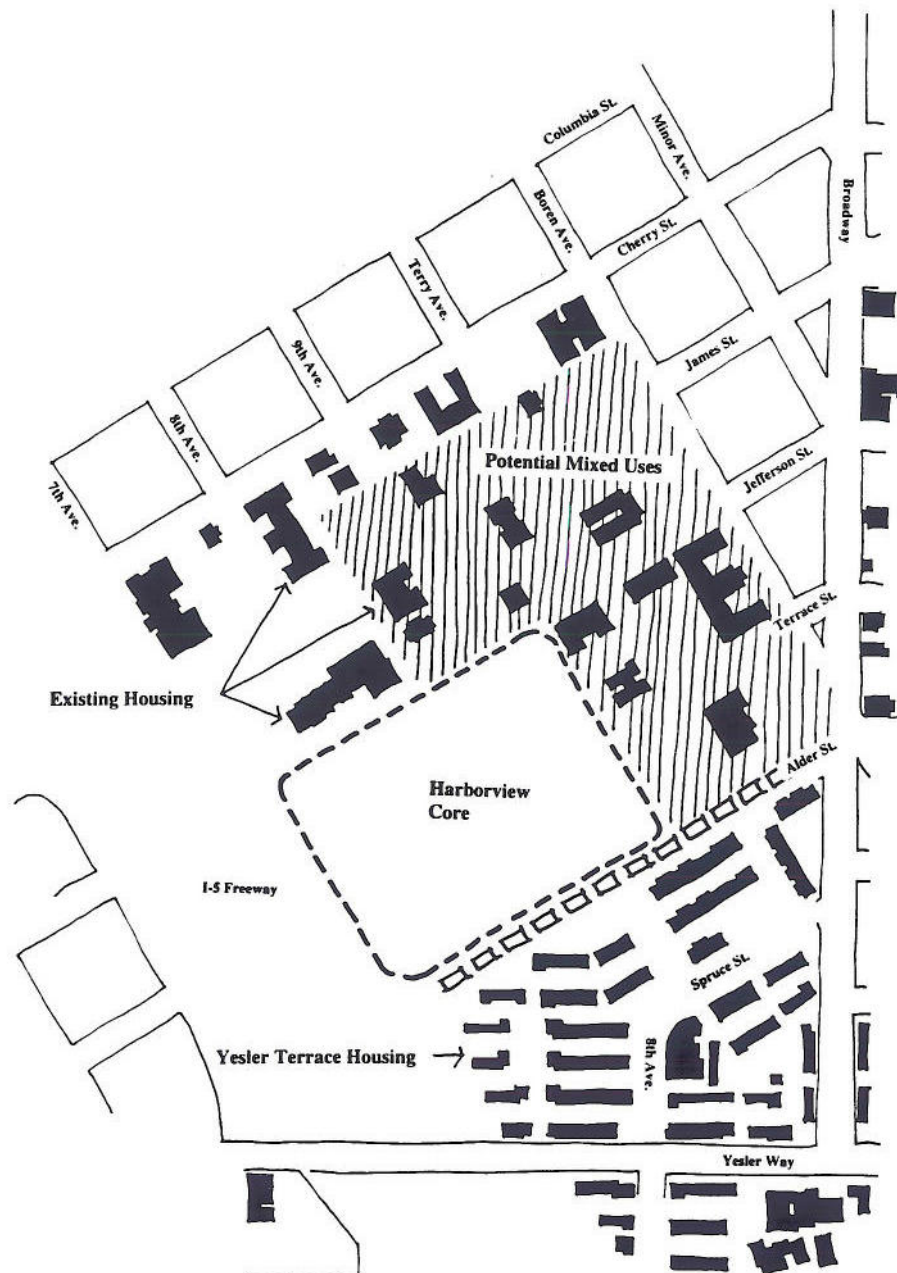 Columbia St.
Minor Ave.
Broadway
Boren Ave.
Cherry St.
Terry Ave.
James St.
9th Ave.
8th Ave.
Potential Mixed Uses
Jefferson St.
7th Ave.
Terrace St.
Existing Housing
Alder St.
Harborview
Core
I-5 Freeway
Spruce St.
Yesler Terrace Housing
8th Ave.
Yesler Way